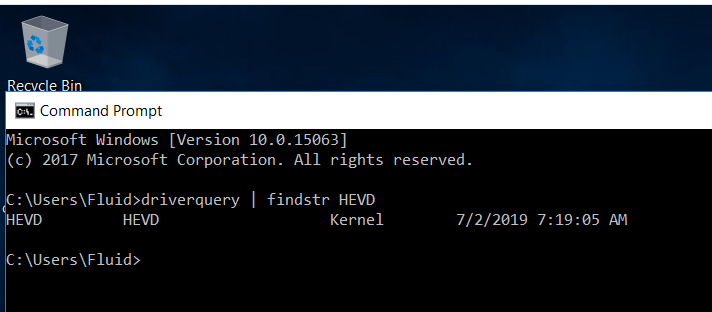 Recycle Bin
Command Prompt
Microsoft Windows [Version 10.0.15063]
(c) 2017 Microsoft Corporation. All rights reserved.
C:\Users\Fluid>driverquery | findstr HEVD
HEVD HEVD Kernel 7/2/2019 7:19:05 AM
C:\Users\Fluid>